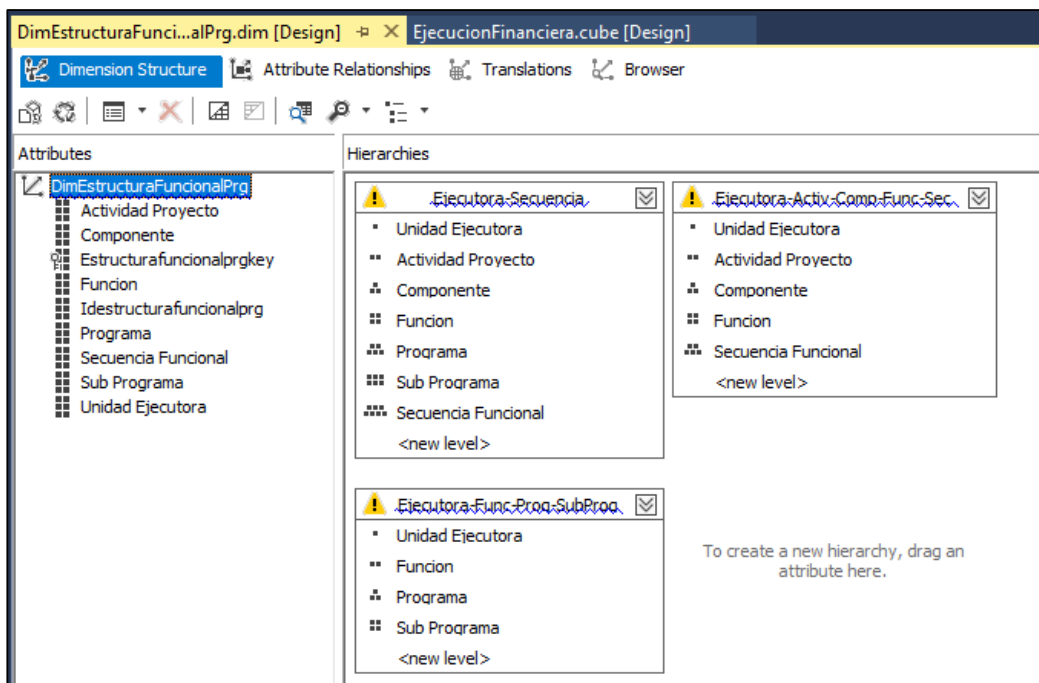 DimEstructuraFunci...alPrg.dim [Design]
EjecucionFinanciera.cube [Design]
Dimension Structure
Attribute Relationships
Translations
Browser
Attributes
DimEstructuraFuncionalPrg
Actividad Proyecto
Componente
Estructurafuncionalprgkey
Funcion
Idestructurafuncionalprg
Programa
Secuencia Funcional
Sub Programa
Unidad Ejecutora
Hierarchies
Ejecutora-Secuencia
Unidad Ejecutora
Actividad Proyecto
Componente
Funcion
Programa
Sub Programa
Secuencia Funcional
<new level>
Ejecutora-Activ-Comp-Func-Sec
Unidad Ejecutora
Actividad Proyecto
Componente
Funcion
Secuencia Funcional
<new level>
Ejecutora-Func-Prog-SubProg
Unidad Ejecutora
Funcion
Programa
Sub Programa
<new level>
To create a new hierarchy, drag an
attribute here.